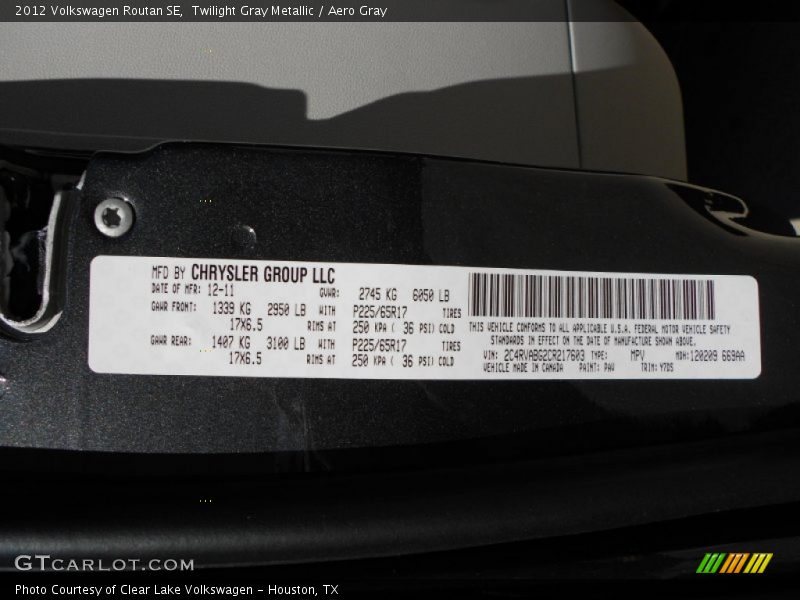 2012 Volkswagen Routan SE,  Twilight Gray Metallic / Aero Gray
MFD BY CHRYSLER GROUP LLC
DATE OF MFR: 12-11 GVWR: 2745 KG 6050 LB
GAWR FRONT: 1339 KG 2950 LB WITH P225/65R17 TIRES
17X6.5 RIMS AT 250 KPA ( 36 PSI) COLD
GAWR REAR: 1407 KG 3100 LB WITH P225/65R17 TIRES
17X6.5 RIMS AT 250 KPA ( 36 PSI) COLD
THIS VEHICLE CONFORMS TO ALL APPLICABLE U.S.A. FEDERAL MOTOR VEHICLE SAFETY
STANDARDS IN EFFECT ON THE DATE OF MANUFACTURE SHOWN ABOVE.
VIN: 2C4RVABG2CR217603 TYPE: MPV MDH: 120209 669AA
VEHICLE MADE IN CANADA PAINT: PAV TRIM: Y7DS
GTCARLOT.COM
Photo Courtesy of Clear Lake Volkswagen - Houston, TX